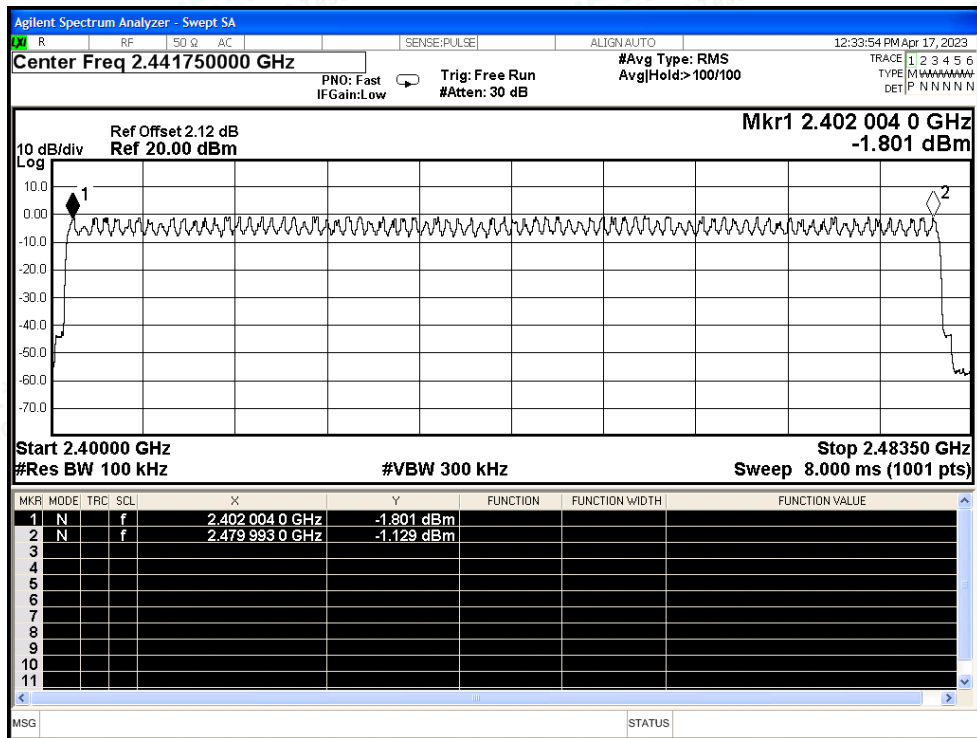 Agilent Spectrum Analyzer - Swept SA
LXI R RF 50 Ω AC SENSE:PULSE ALIGN AUTO 12:33:54 PM Apr 17, 2023
Center Freq 2.441750000 GHz #Avg Type: RMS TRACE 1 2 3 4 5 6
PNO: Fast Trig: Free Run Avg|Hold:>100/100 TYPE M WWWWW
IFGain:Low #Atten: 30 dB DET P N N N N N
Mkr1 2.402 004 0 GHz
Ref Offset 2.12 dB
10 dB/div Ref 20.00 dBm -1.801 dBm
Log
10.0
1 2
0.00
-10.0
-20.0
-30.0
-40.0
-50.0
-60.0
-70.0
Start 2.40000 GHz Stop 2.48350 GHz
#Res BW 100 kHz #VBW 300 kHz Sweep 8.000 ms (1001 pts)
MKR MODE TRC SCL X Y FUNCTION FUNCTION WIDTH FUNCTION VALUE
1 N f 2.402 004 0 GHz -1.801 dBm
2 N f 2.479 993 0 GHz -1.129 dBm
3
4
5
6
7
8
9
10
11
MSG STATUS